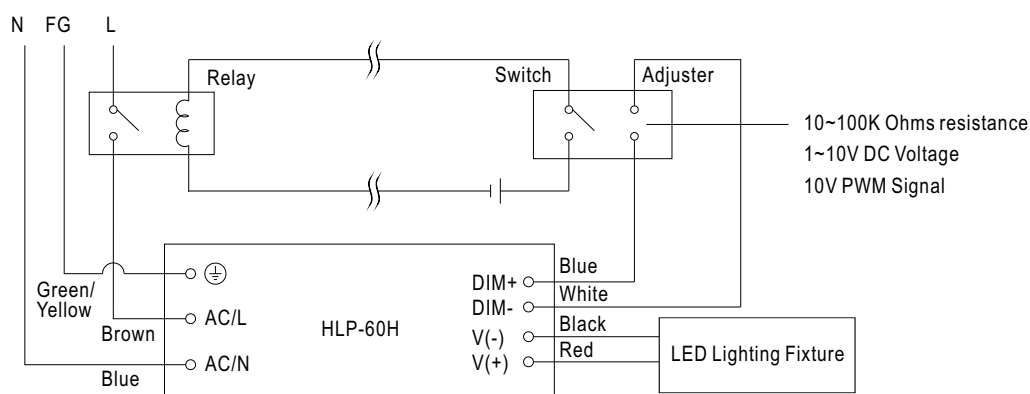 N FG L
Relay
Switch
Adjuster
10~100K Ohms resistance
1~10V DC Voltage
10V PWM Signal
Green/
Yellow
Brown
Blue
AC/L
AC/N
HLP-60H
DIM+
DIM-
V(-)
V(+)
Blue
White
Black
Red
LED Lighting Fixture